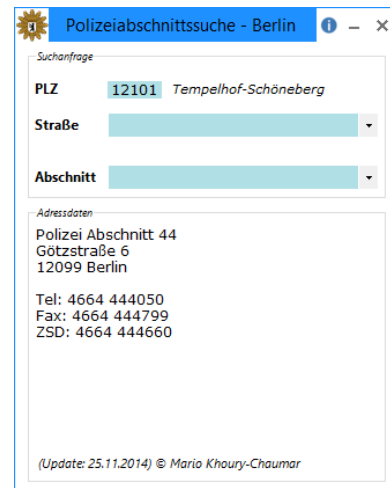 Polizeiabschnittssuche - Berlin
Suchanfrage
PLZ 12101 Tempelhof-Schöneberg
Straße
Abschnitt
Adressdaten
Polizei Abschnitt 44
Götzstraße 6
12099 Berlin
Tel: 4664 444050
Fax: 4664 444799
ZSD: 4664 444660
(Update: 25.11.2014) © Mario Khoury-Chaumar